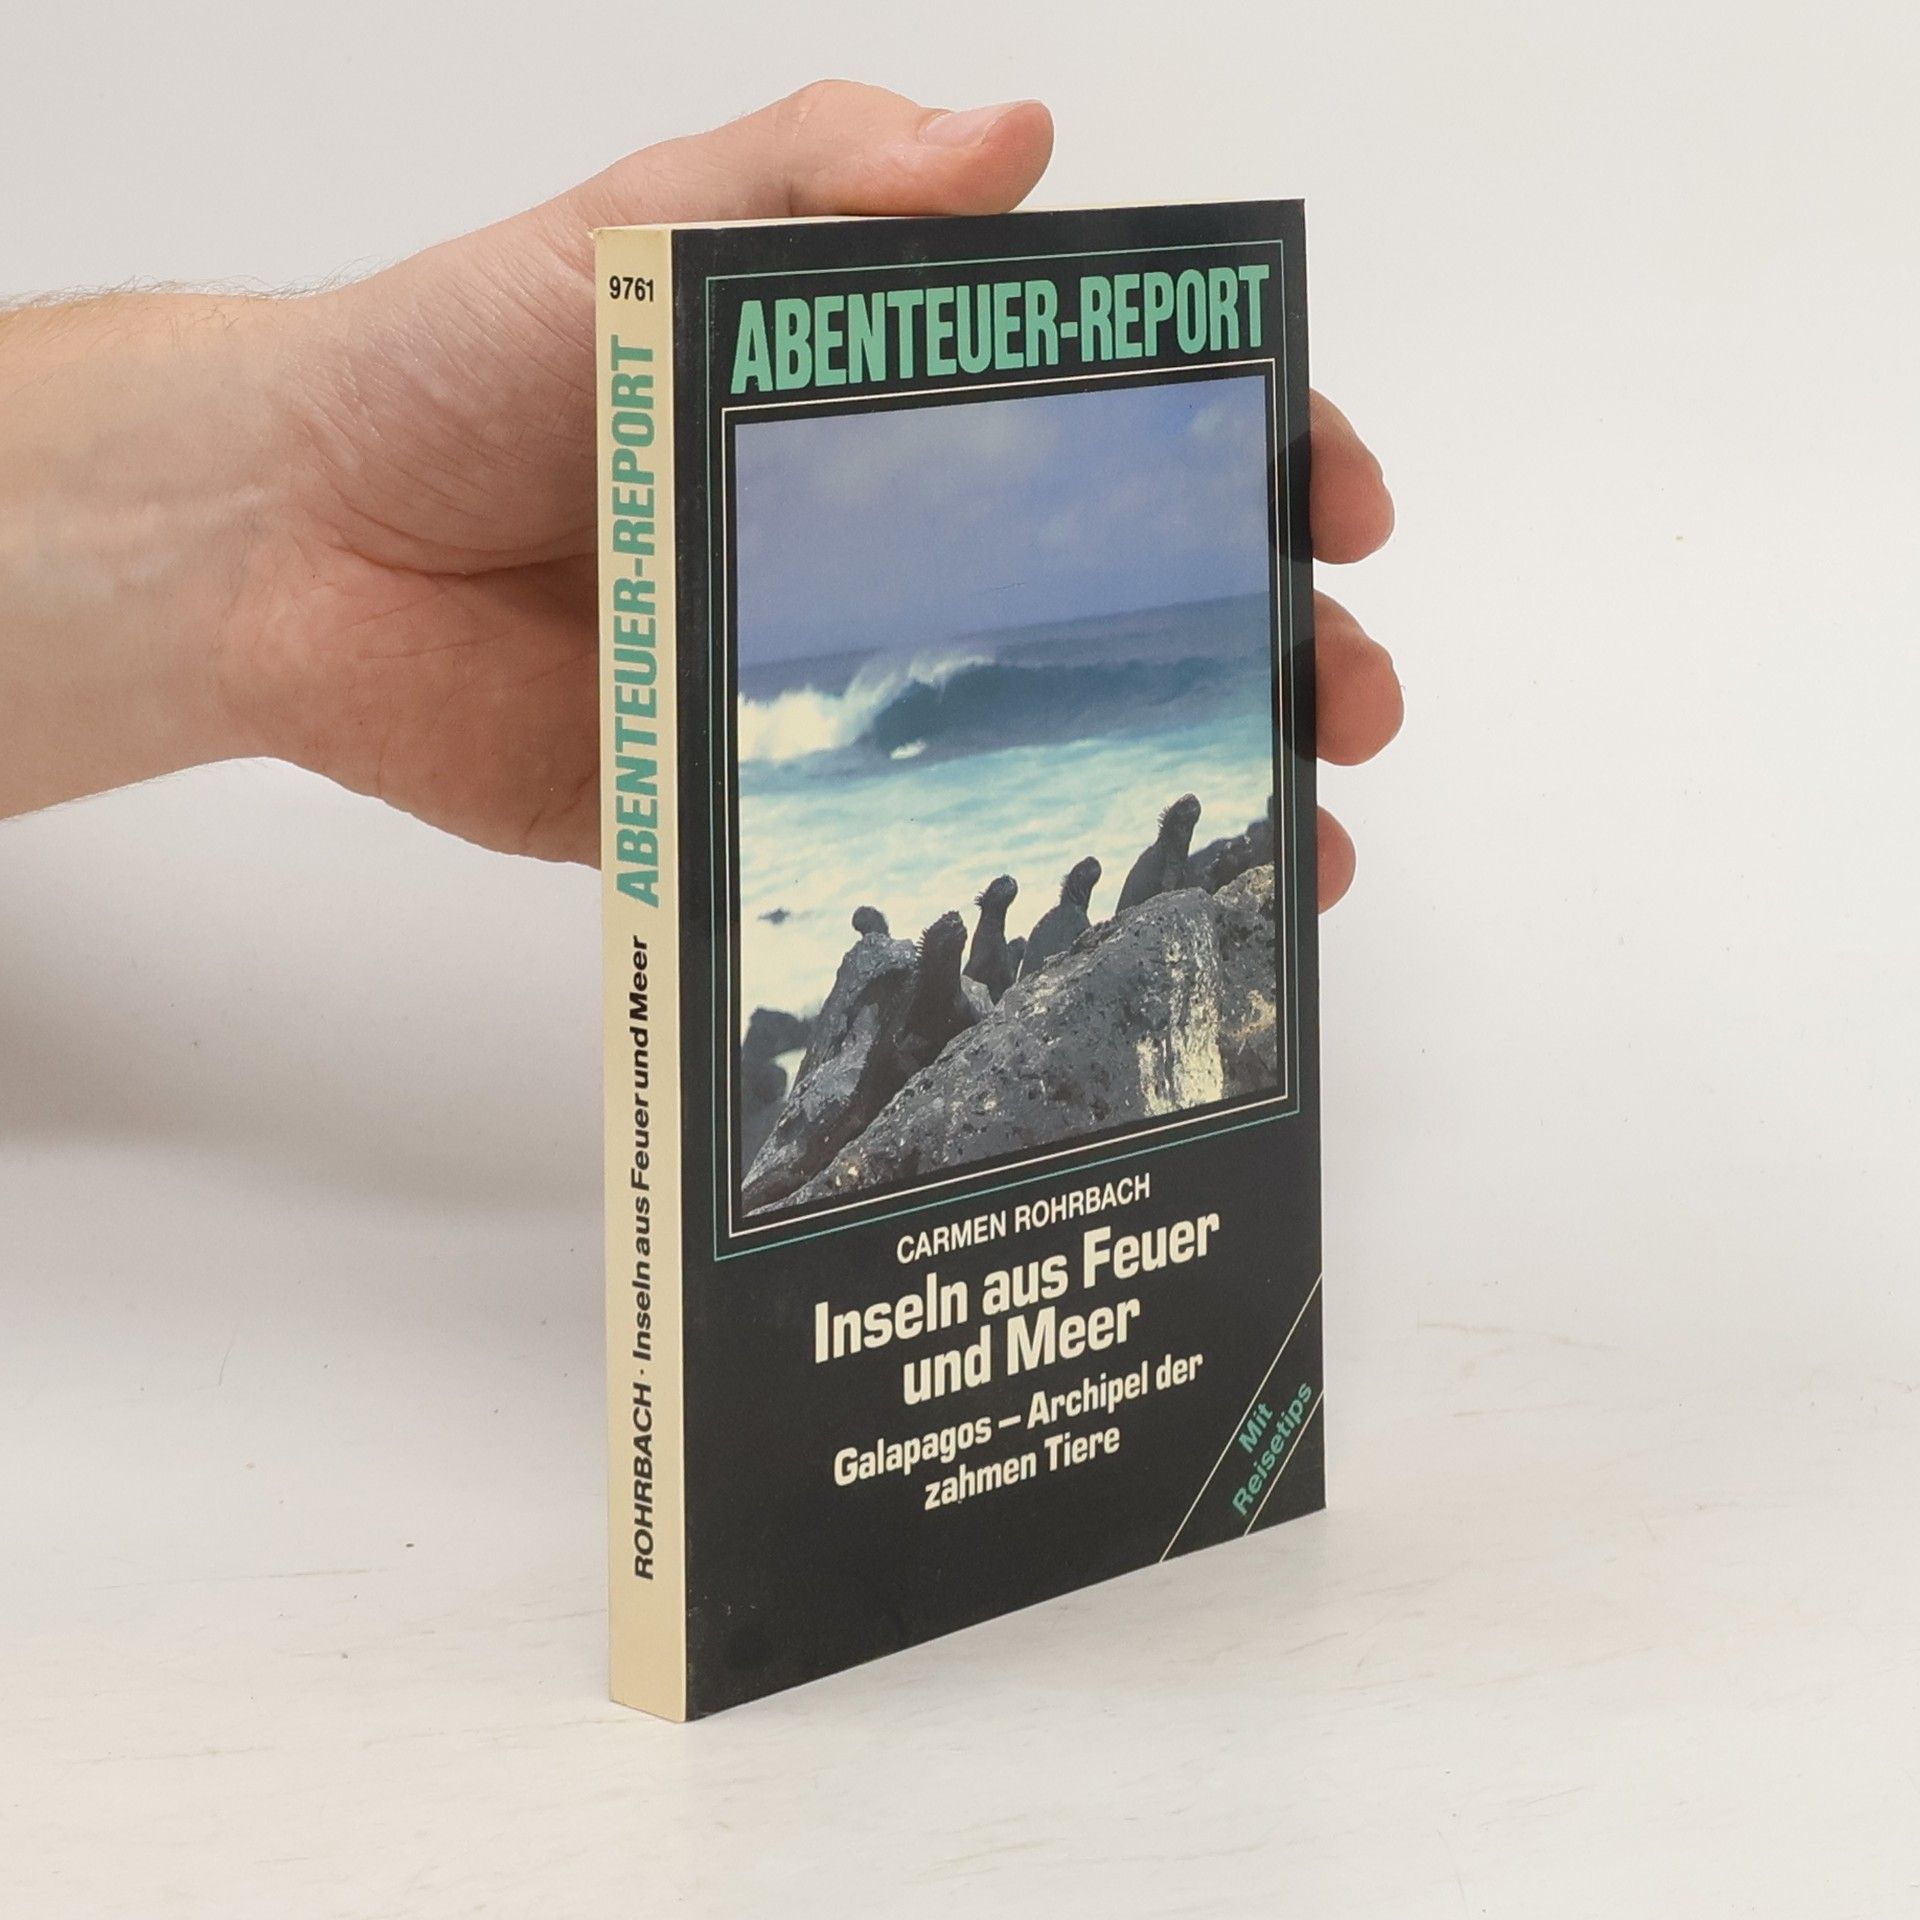 9761
ABENTEUER-REPORT
ROHRBACH · Inseln aus Feuer und Meer
ABENTEUER-REPORT
CARMEN ROHRBACH
Inseln aus Feuer
und Meer
Galapagos – Archipel der
zahmen Tiere
Mit
Reisetips